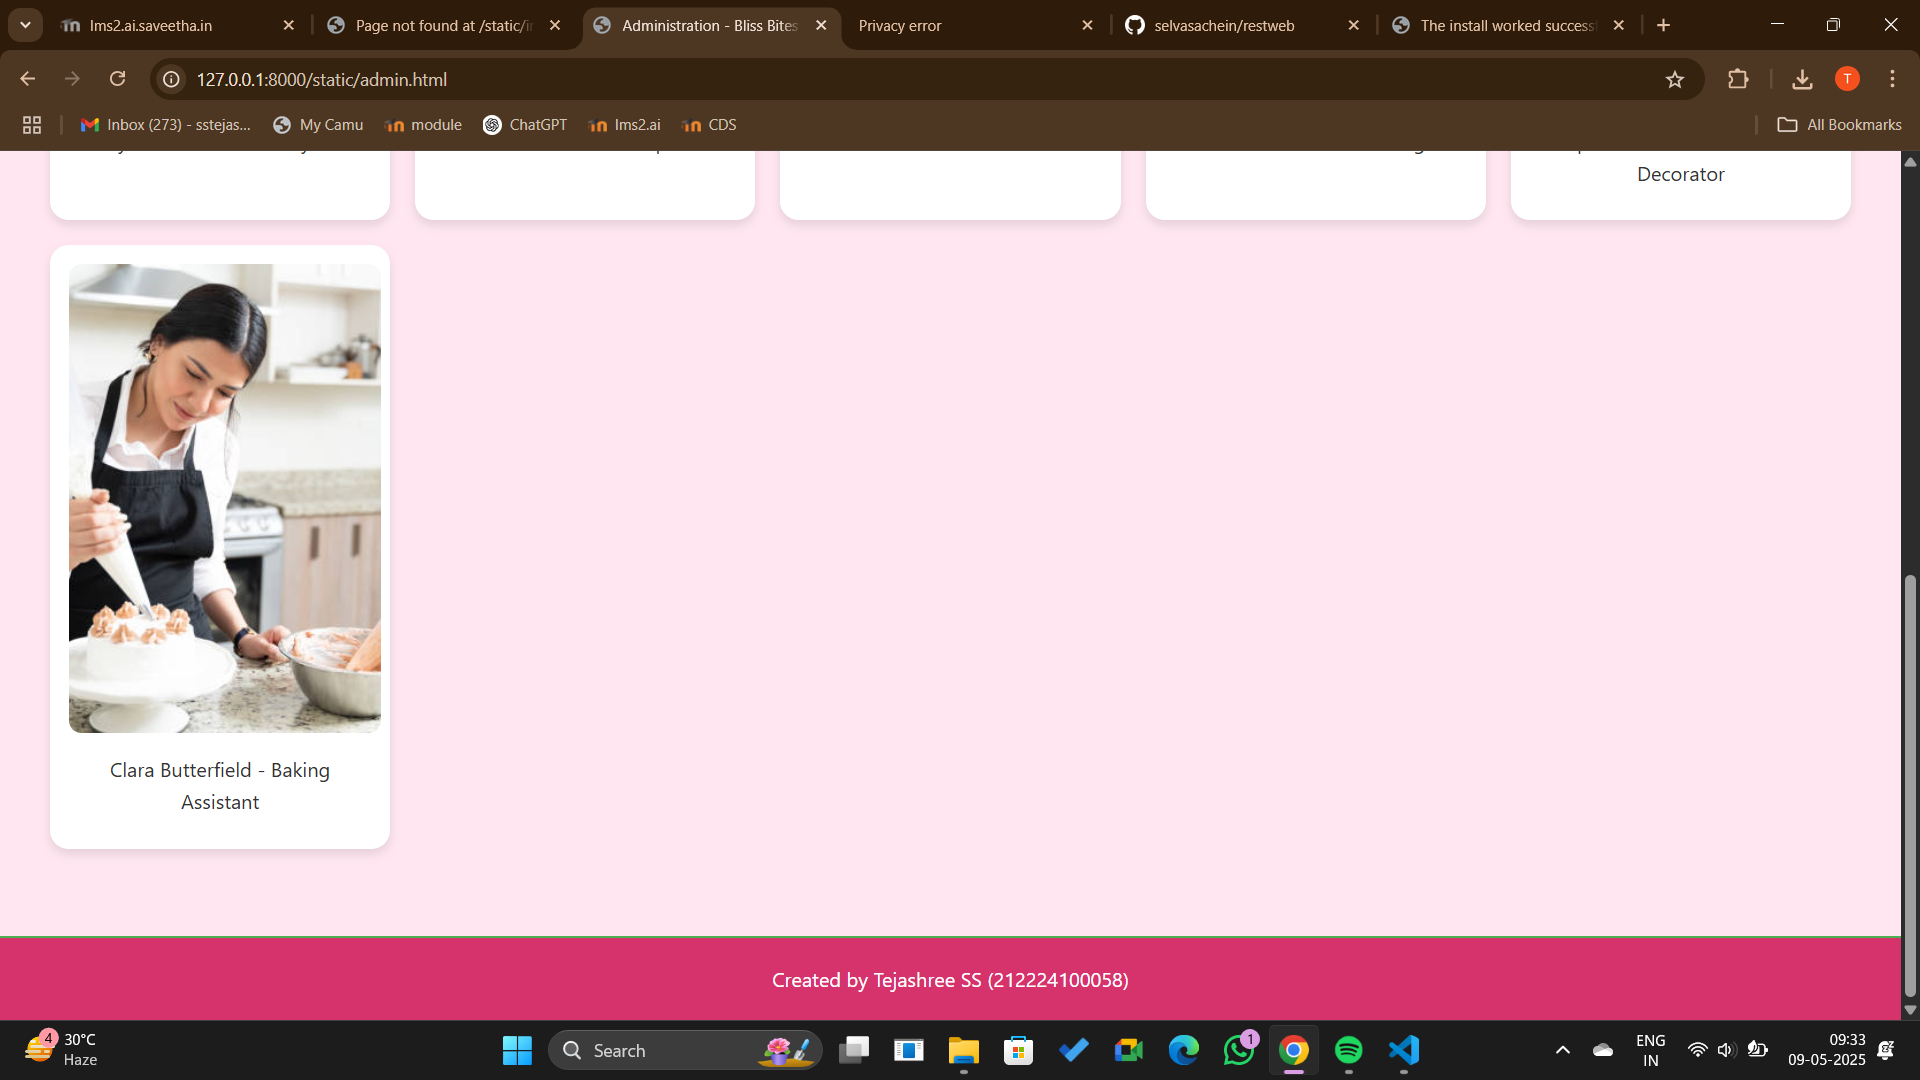 lms2.ai.saveetha.in
Page not found at /static/i
Administration - Bliss Bites
Privacy error
selvasachein/restweb
The install worked success
127.0.0.1:8000/static/admin.html
T
Inbox (273) - sstejas...
My Camu
module
ChatGPT
lms2.ai
CDS
All Bookmarks
Decorator
Clara Butterfield - Baking
Assistant
Created by Tejashree SS (212224100058)
4
30°C
Haze
Search
1
ENG
IN
09:33
09-05-2025